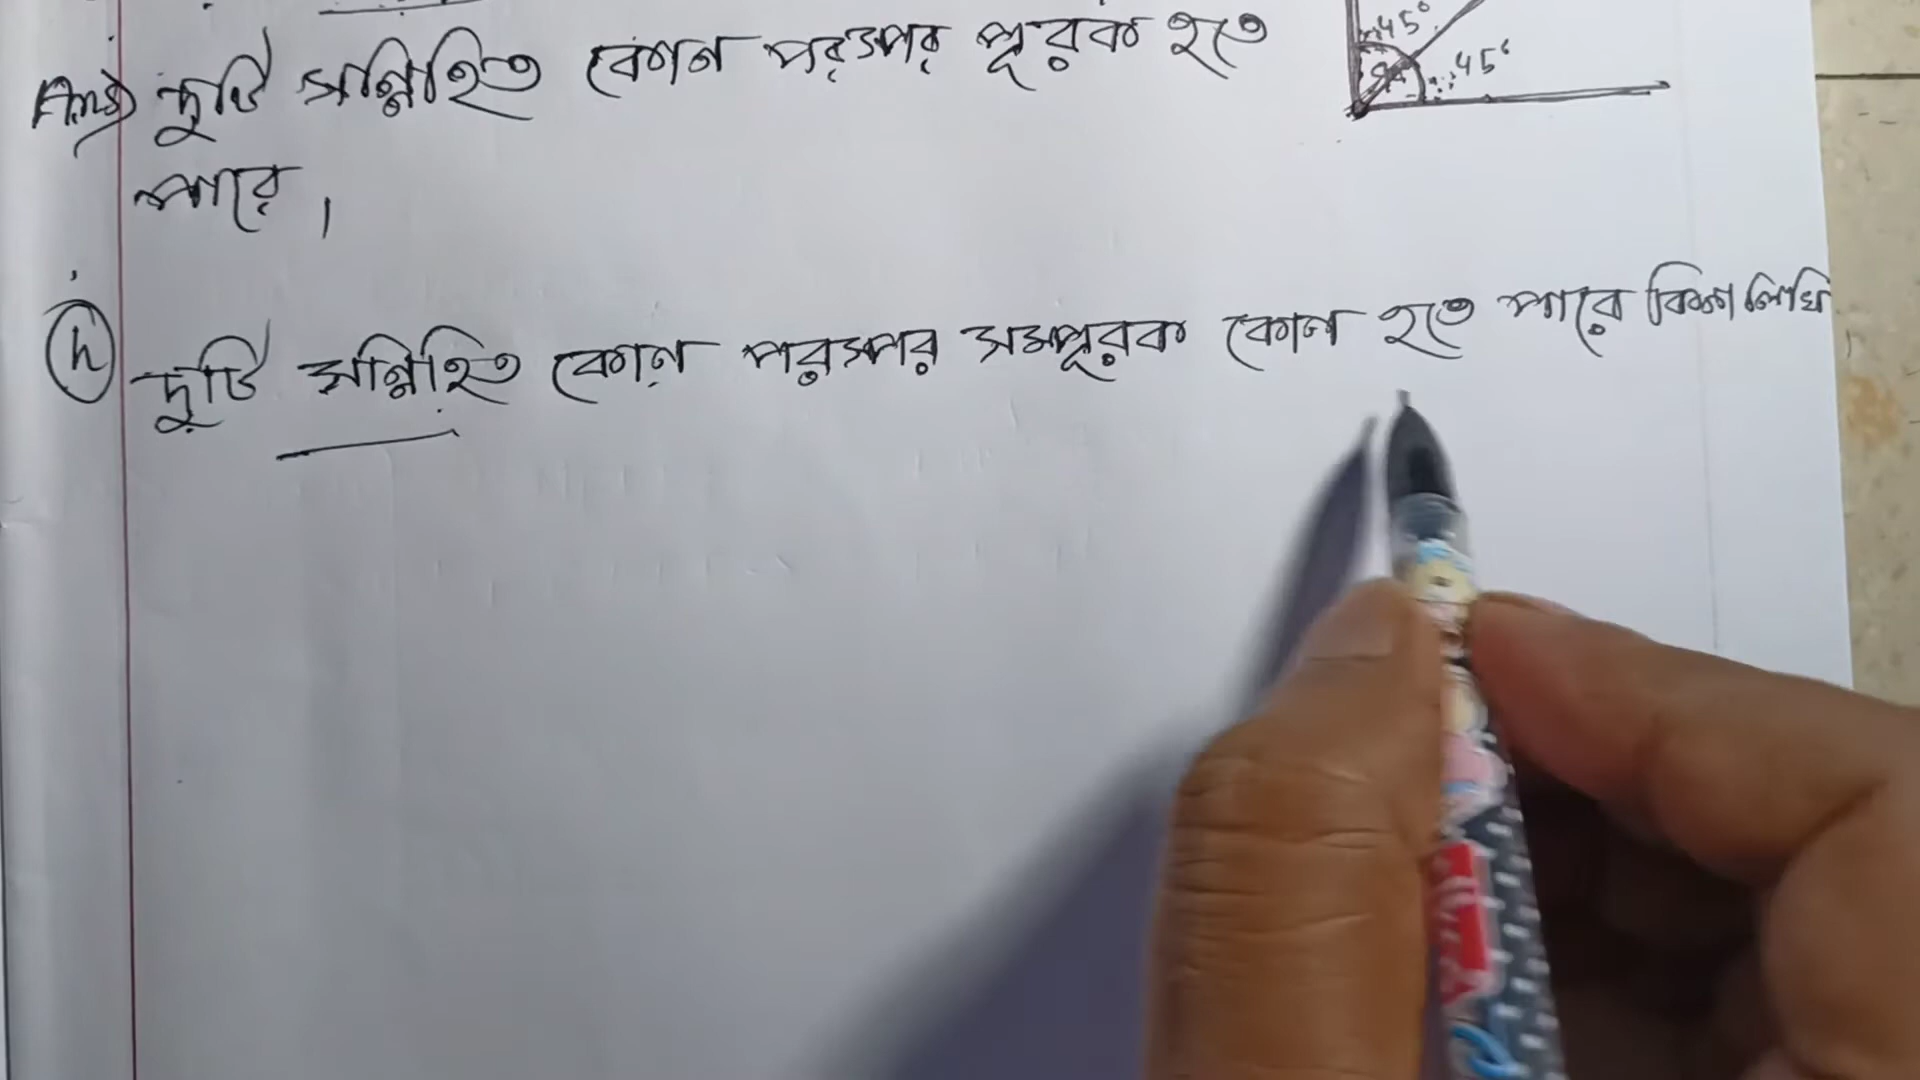 45°
45°
Ans) দুটি সন্নিহিত কোন পরস্পর পূরক হতে
পারে।
h দুটি সন্নিহিত কোণ পরস্পর সম্পূরক কোন হতে পারে কিনা লিখি